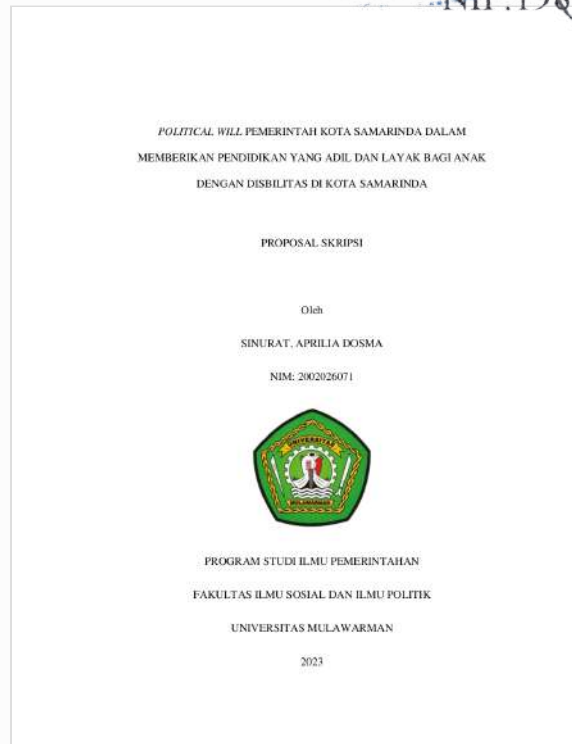 NIP.198
POLITICAL WILL PEMERINTAH KOTA SAMARINDA DALAM
MEMBERIKAN PENDIDIKAN YANG ADIL DAN LAYAK BAGI ANAK
DENGAN DISBILITAS DI KOTA SAMARINDA
PROPOSAL SKRIPSI
Oleh
SINURAT, APRILIA DOSMA
NIM: 2002026071
UNIVERSITAS
MULAWARMAN
PROGRAM STUDI ILMU PEMERINTAHAN
FAKULTAS ILMU SOSIAL DAN ILMU POLITIK
UNIVERSITAS MULAWARMAN
2023